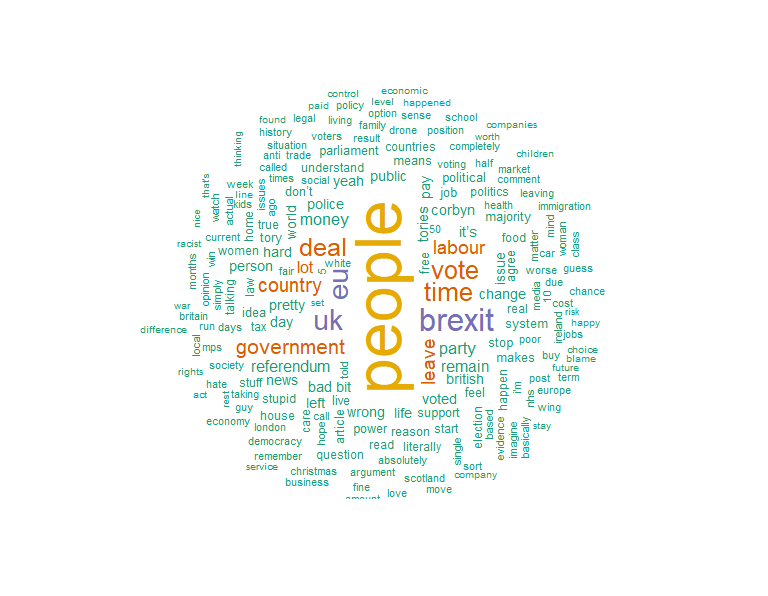 control
economic
paid
policy
level
happened
found
legal
living
option
sense
school
history
voters
family
drone
position
companies
thinking
situation
result
worth
anti
trade
parliament
countries
completely
called
understand
means
voting
half
children
times
social
yeah
public
political
market
comment
that's
week
don't
pay
job
politics
leaving
line
issues
police
corbyn
health
immigration
watch
actual
kids
ago
world
money
tories
50
it's
majority
nice
home
true
people
food
mind
woman
class
racist
current
tory
deal
labour
matter
win
women
hard
free
issue
agree
car
months
person
fair
lot
5
white
eu
vote
worse
guess
opinion
simply
talking
law
country
time
change
media
10
due
chance
war
idea
pretty
set
real
cost
britain
day
uk
brexit
system
ireland
risk
happy
difference
run
days
tax
stop
poor
jobs
local
mps
government
leave
party
choice
society
referendum
told
remain
makes
buy
blame
rights
british
future
hate
stuff
news
bad
bit
feel
happen
i'm
post
term
act
rest
taking
stupid
left
live
voted
nhs
europe
guy
wing
economy
house
care
hope
call
article
wrong
life
support
election
based
london
power
reason
start
evidence
imagine
basically
stay
democracy
read
literally
single
remember
question
absolutely
service
christmas
argument
sort
business
scotland
company
fine
love
move
amount